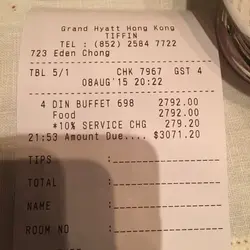 Grand Hyatt Hong Kong
TIFFIN
TEL : (852) 2584 7722
723 Eden Chong
TBL 5/1 CHK 7967 GST 4
08AUG'15 20:22
4 DIN BUFFET 698 2792.00
Food 2792.00
*10% SERVICE CHG 279.20
21:53 Amount Due.... $3071.20
TIPS :
TOTAL :
NAME :
ROOM NO :